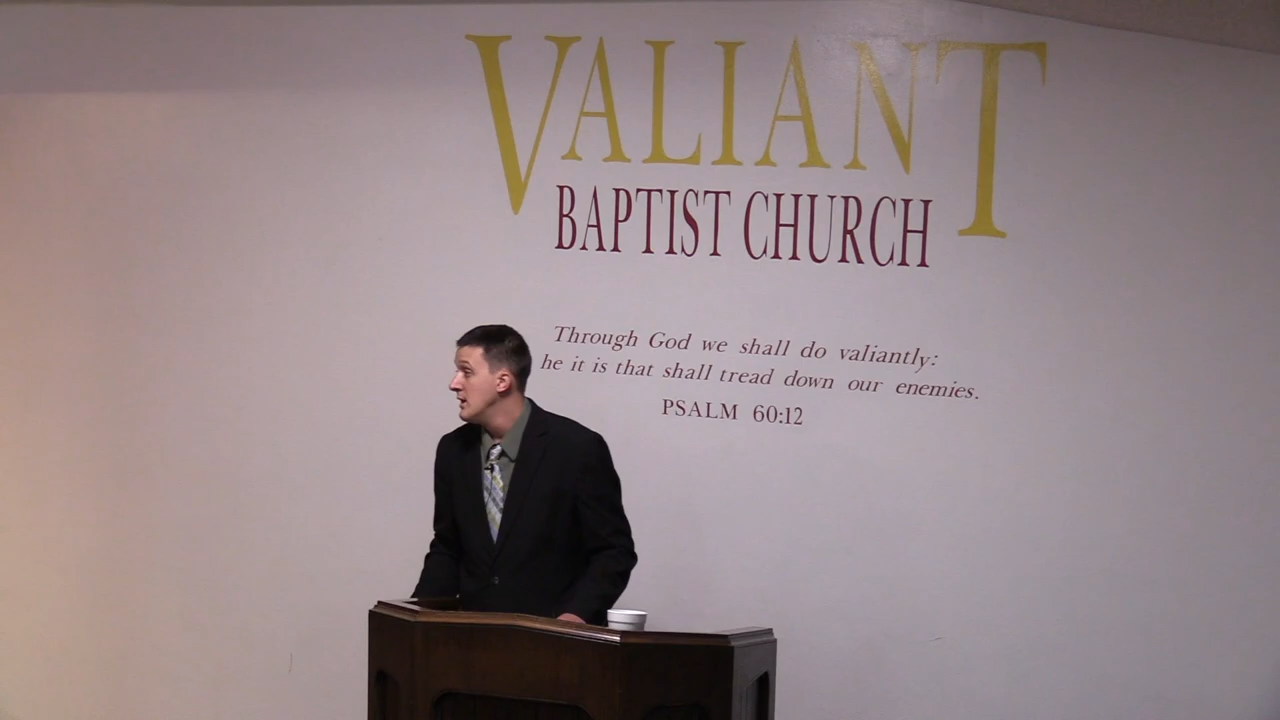 VALIANT
BAPTIST CHURCH
Through God we shall do valiantly:
he it is that shall tread down our enemies.
PSALM 60:12